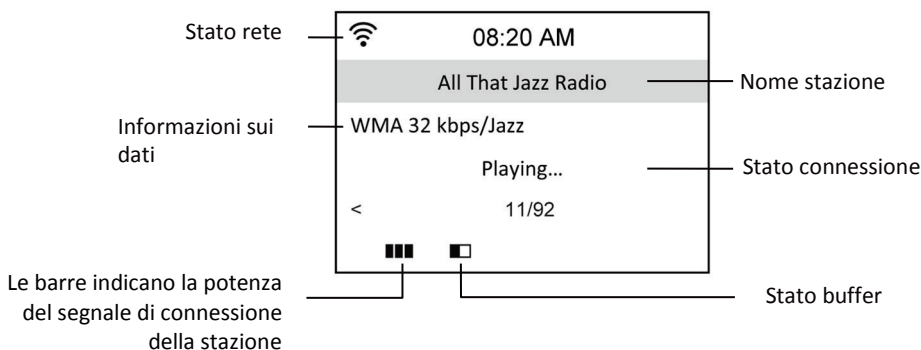 Stato rete
08:20 AM
All That Jazz Radio
Nome stazione
Informazioni sui
dati
WMA 32 kbps/Jazz
Playing...
Stato connessione
< 11/92
Le barre indicano la potenza
del segnale di connessione
della stazione
Stato buffer